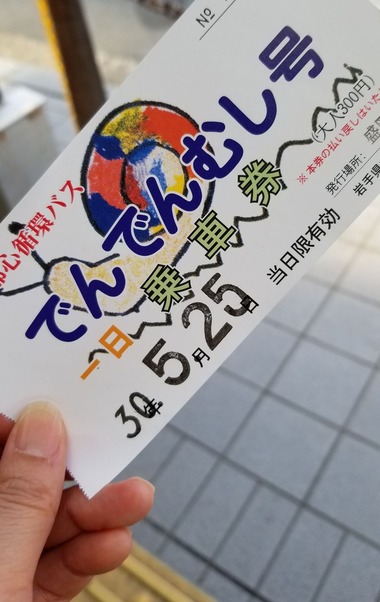 №
心循環バス
でんでんむし号
一日乗車券
(大人300円)
※本券の払い戻しはいた
発行場所:盛
岩手県
30年5月25日 当日限有効